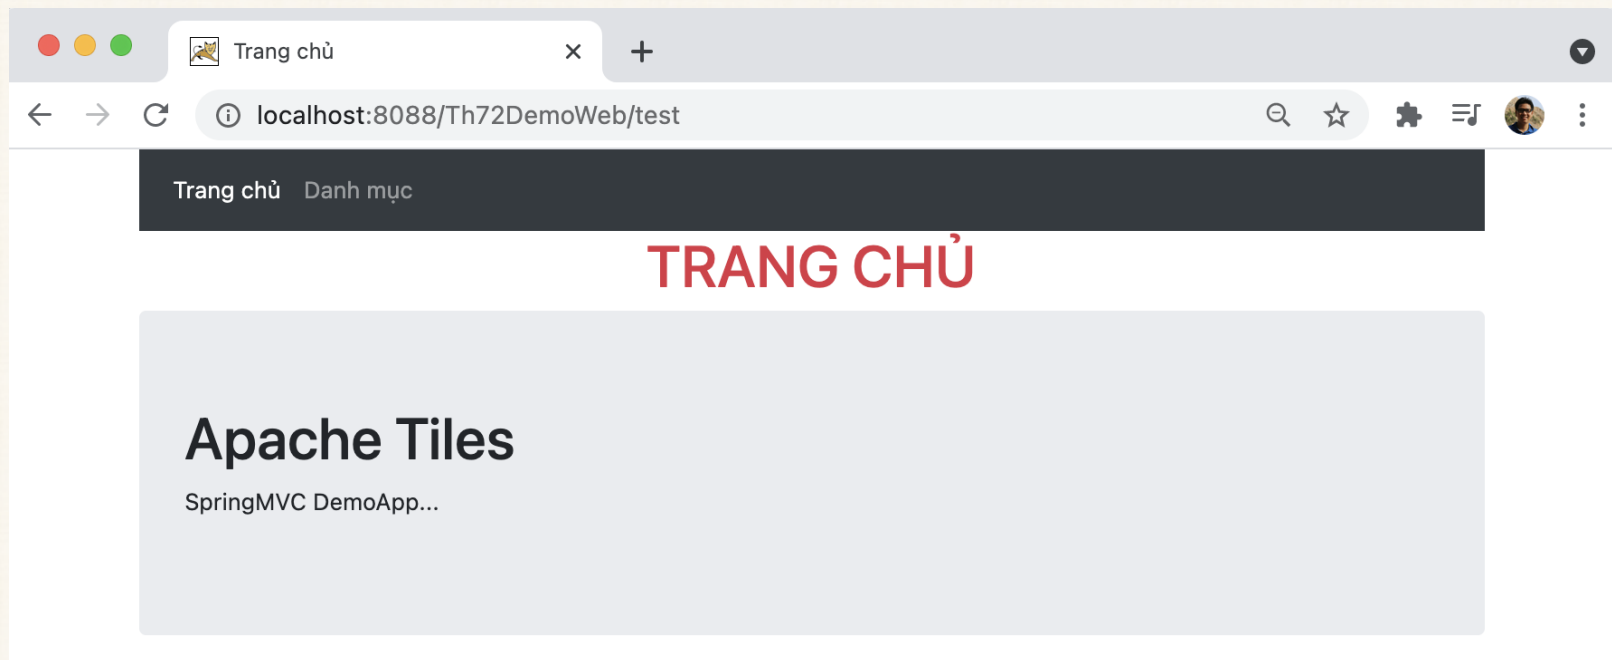 Trang chủ
localhost:8088/Th72DemoWeb/test
Trang chủ Danh mục
TRANG CHỦ
Apache Tiles
SpringMVC DemoApp...